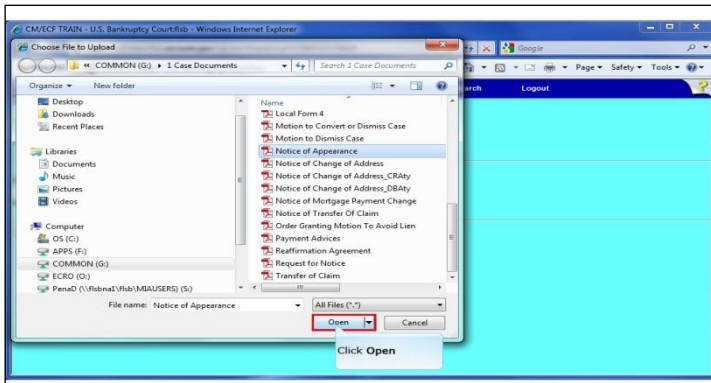 CM/ECF TRAIN - U.S. Bankruptcy Court:flsb - Windows Internet Explorer
Choose File to Upload
Google
« COMMON (G:) ▸ 1 Case Documents
Search 1 Case Documents
Page ▾ Safety ▾ Tools ▾
Organize ▾ New folder
arch Logout
Desktop
Downloads
Recent Places
Libraries
Documents
Music
Pictures
Videos
Computer
OS (C:)
APPS (F:)
COMMON (G:)
ECRO (O:)
PenaD (\\flsbnai1\flsb\MIAUSERS) (S:)
Name
Local Form 4
Motion to Convert or Dismiss Case
Motion to Dismiss Case
Notice of Appearance
Notice of Change of Address
Notice of Change of Address_CRAty
Notice of Change of Address_DBAty
Notice of Mortgage Payment Change
Notice of Transfer Of Claim
Order Granting Motion To Avoid Lien
Payment Advices
Reaffirmation Agreement
Request for Notice
Transfer of Claim
File name: Notice of Appearance
All Files (*.*)
Open Cancel
Click Open